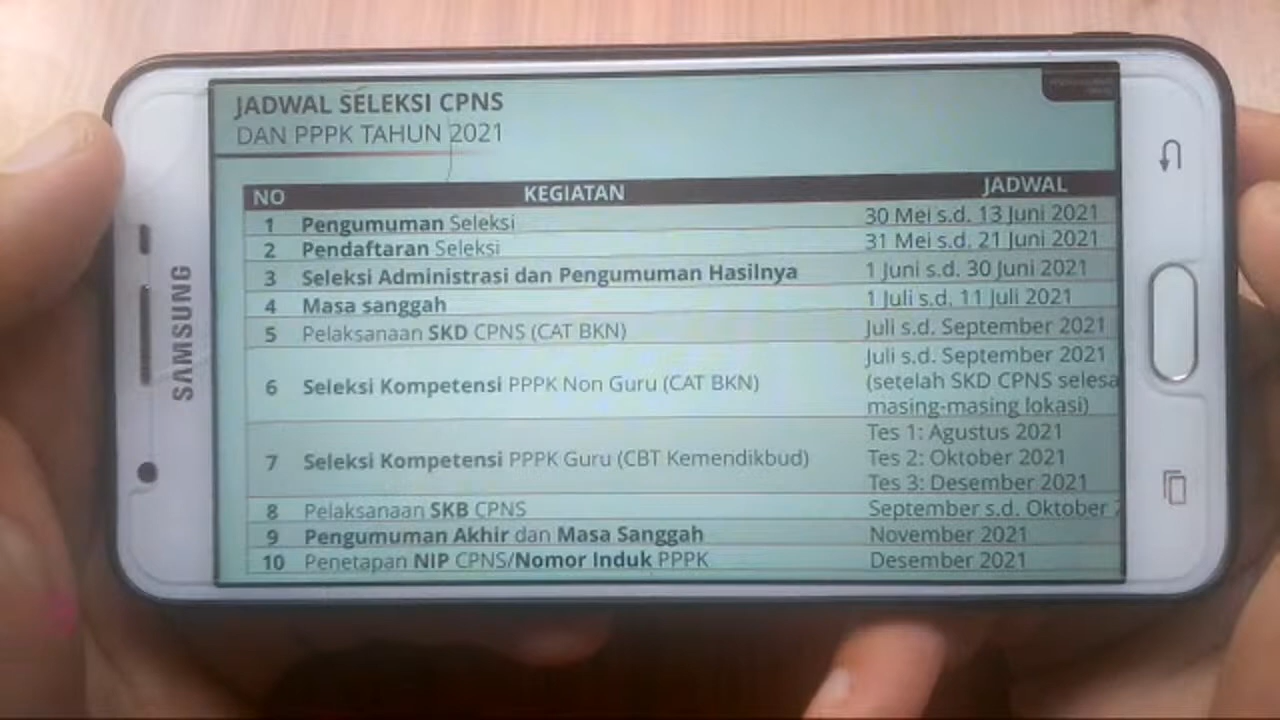 JADWAL SELEKSI CPNS
DAN PPPK TAHUN 2021
NO KEGIATAN JADWAL
1 Pengumuman Seleksi 30 Mei s.d. 13 Juni 2021
2 Pendaftaran Seleksi 31 Mei s.d. 21 Juni 2021
3 Seleksi Administrasi dan Pengumuman Hasilnya 1 Juni s.d. 30 Juni 2021
4 Masa sanggah 1 Juli s.d. 11 Juli 2021
5 Pelaksanaan SKD CPNS (CAT BKN) Juli s.d. September 2021
6 Seleksi Kompetensi PPPK Non Guru (CAT BKN) Juli s.d. September 2021
(setelah SKD CPNS selesa
masing-masing lokasi)
7 Seleksi Kompetensi PPPK Guru (CBT Kemendikbud) Tes 1: Agustus 2021
Tes 2: Oktober 2021
Tes 3: Desember 2021
8 Pelaksanaan SKB CPNS September s.d. Oktober 2
9 Pengumuman Akhir dan Masa Sanggah November 2021
10 Penetapan NIP CPNS/Nomor Induk PPPK Desember 2021
SAMSUNG